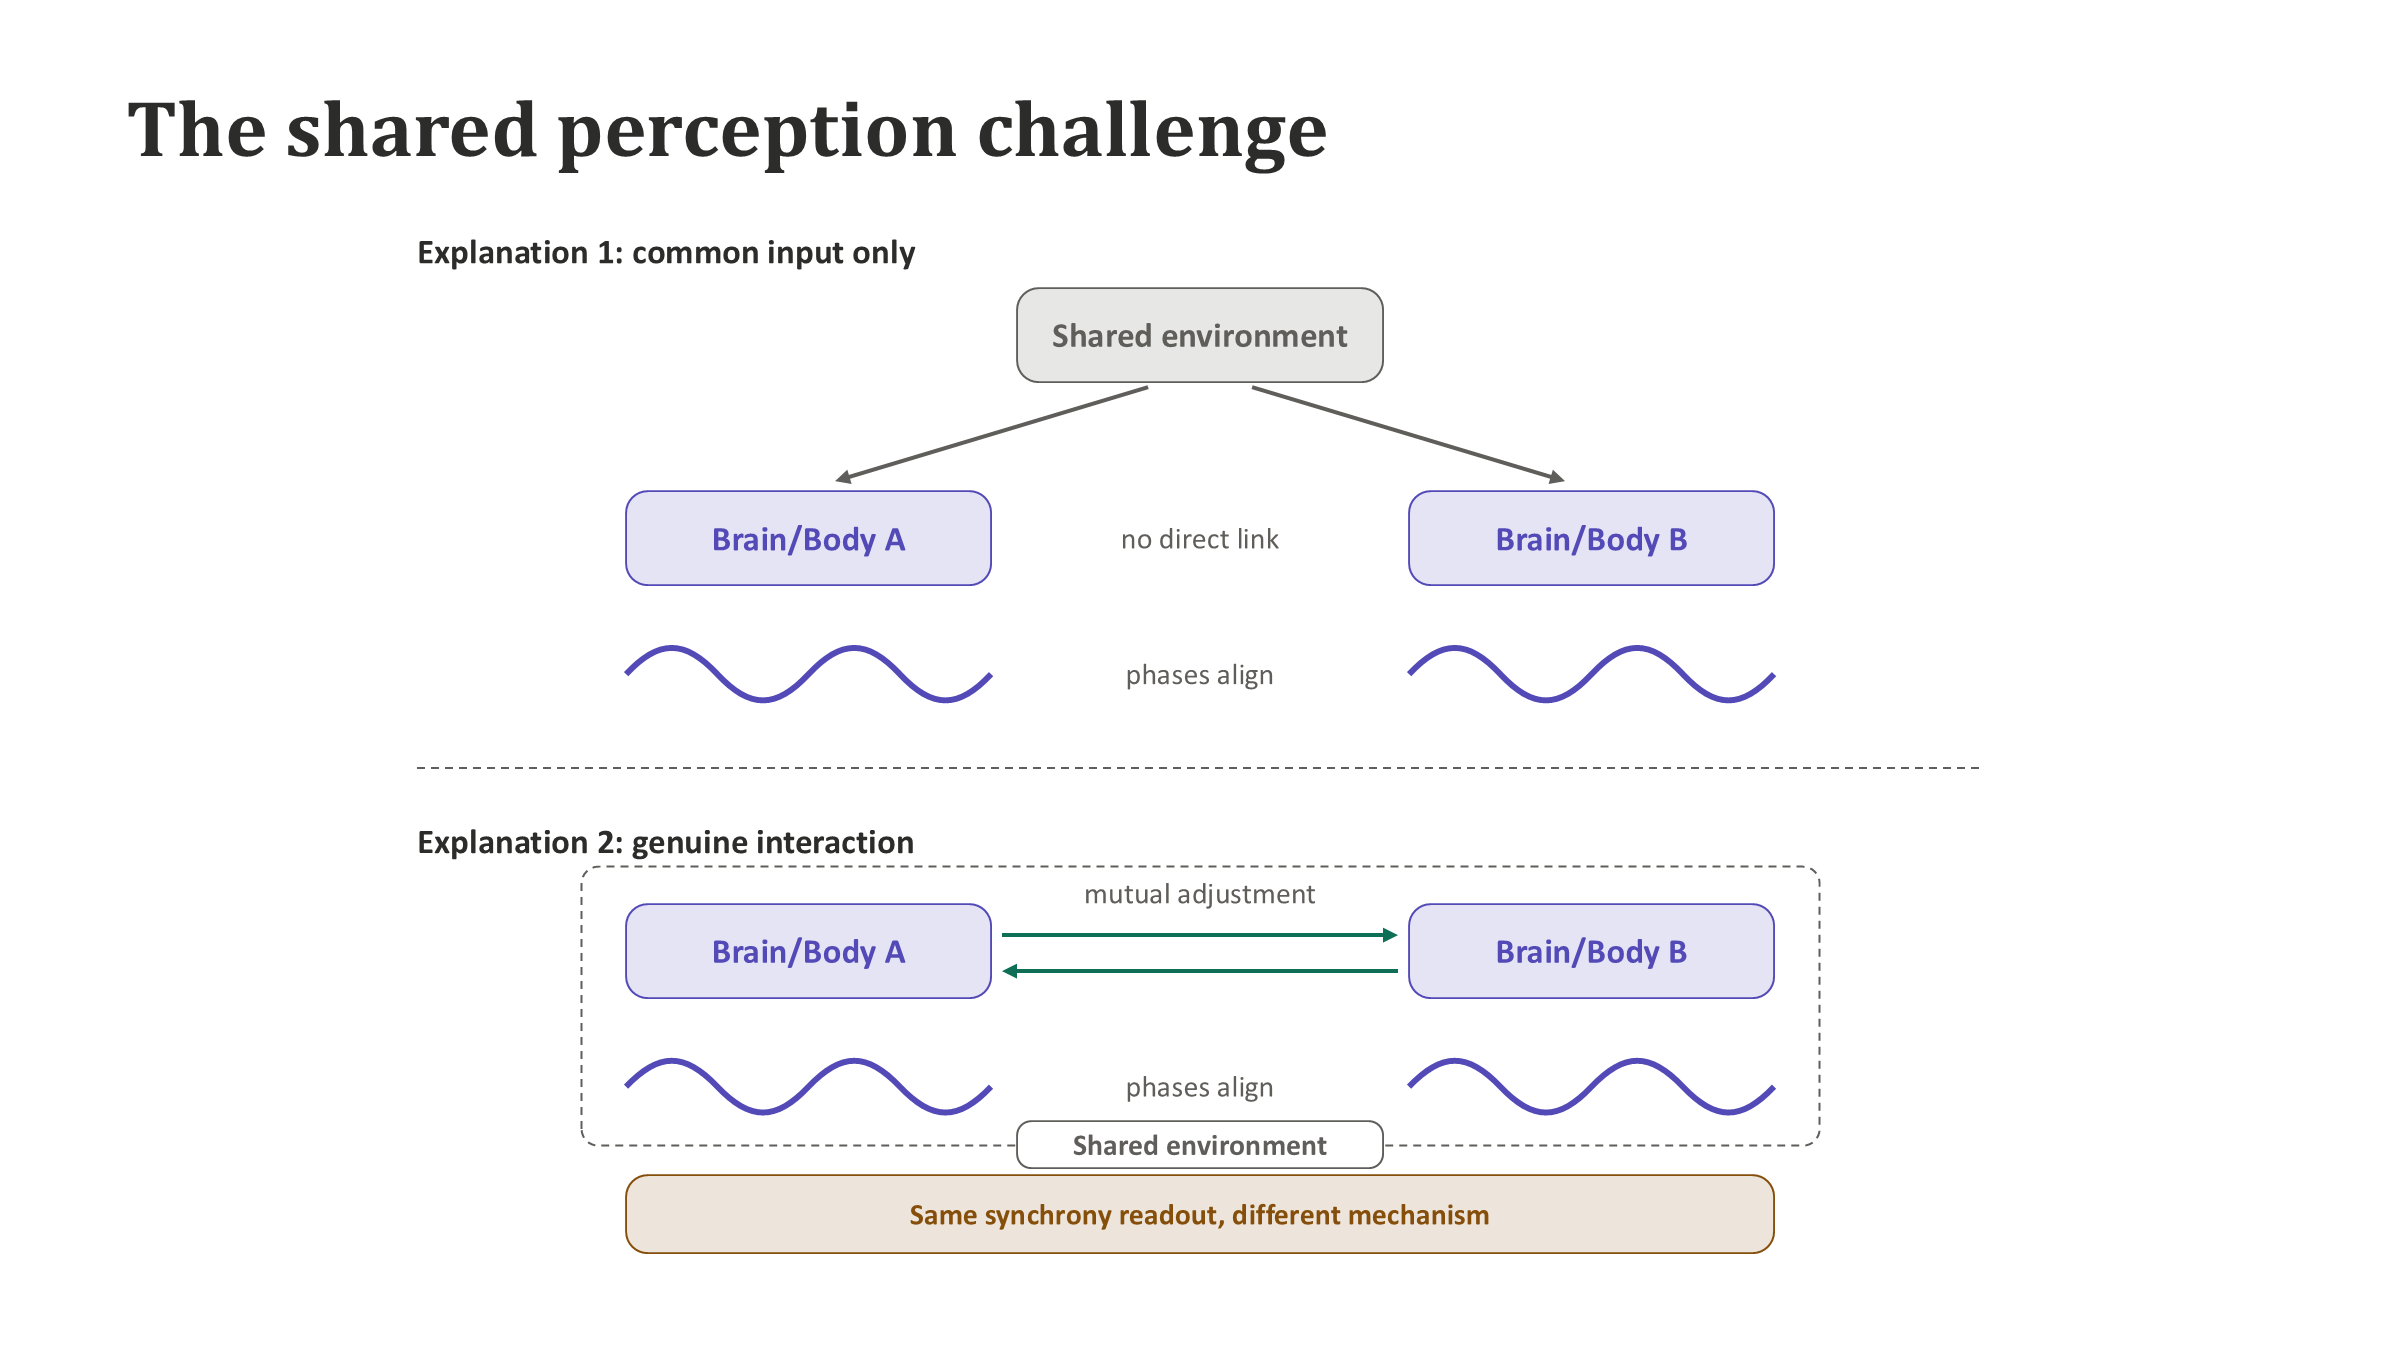 The shared perception challenge
Explanation 1: common input only
Shared environment
Brain/Body A
no direct link
Brain/Body B
phases align
Explanation 2: genuine interaction
mutual adjustment
Brain/Body A
Brain/Body B
phases align
Shared environment
Same synchrony readout, different mechanism